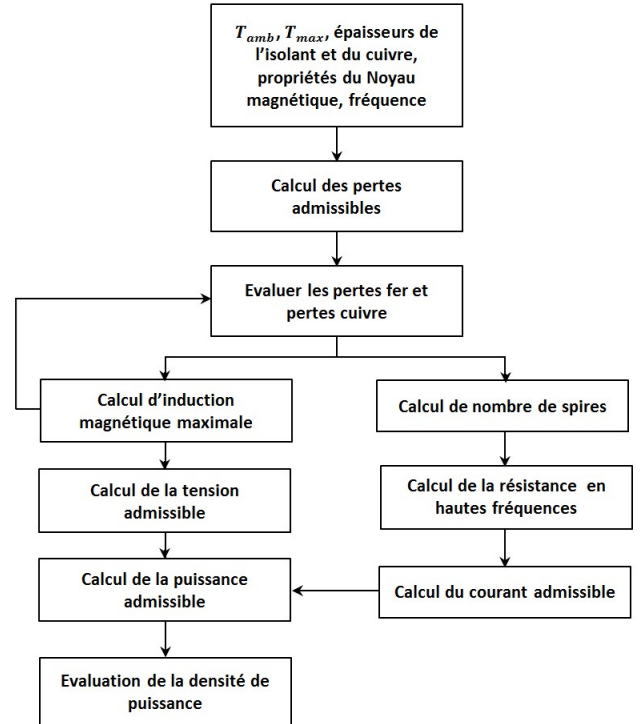 T_amb, T_max, épaisseurs de
l'isolant et du cuivre,
propriétés du Noyau
magnétique, fréquence
Calcul des pertes
admissibles
Evaluer les pertes fer et
pertes cuivre
Calcul d'induction
magnétique maximale
Calcul de nombre de spires
Calcul de la tension
admissible
Calcul de la résistance en
hautes fréquences
Calcul de la puissance
admissible
Calcul du courant admissible
Evaluation de la densité de
puissance